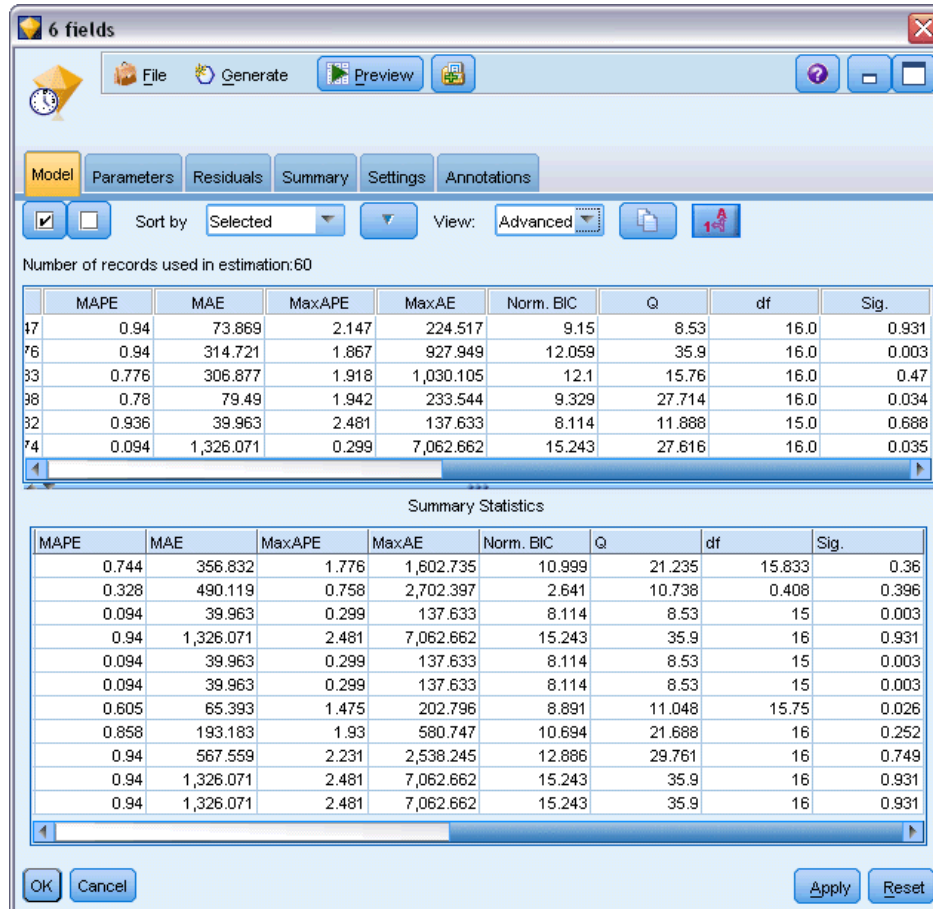 6 fields
File Generate Preview
Model Parameters Residuals Summary Settings Annotations
Sort by Selected View: Advanced
Number of records used in estimation:60
MAPE MAE MaxAPE MaxAE Norm. BIC Q df Sig.
47 0.94 73.869 2.147 224.517 9.15 8.53 16.0 0.931
76 0.94 314.721 1.867 927.949 12.059 35.9 16.0 0.003
33 0.776 306.877 1.918 1,030.105 12.1 15.76 16.0 0.47
98 0.78 79.49 1.942 233.544 9.329 27.714 16.0 0.034
32 0.936 39.963 2.481 137.633 8.114 11.888 15.0 0.688
74 0.094 1,326.071 0.299 7,062.662 15.243 27.616 16.0 0.035
Summary Statistics
MAPE MAE MaxAPE MaxAE Norm. BIC Q df Sig.
0.744 356.832 1.776 1,602.735 10.999 21.235 15.833 0.36
0.328 490.119 0.758 2,702.397 2.641 10.738 0.408 0.396
0.094 39.963 0.299 137.633 8.114 8.53 15 0.003
0.94 1,326.071 2.481 7,062.662 15.243 35.9 16 0.931
0.094 39.963 0.299 137.633 8.114 8.53 15 0.003
0.094 39.963 0.299 137.633 8.114 8.53 15 0.003
0.605 65.393 1.475 202.796 8.891 11.048 15.75 0.026
0.858 193.183 1.93 580.747 10.694 21.688 16 0.252
0.94 567.559 2.231 2,538.245 12.886 29.761 16 0.749
0.94 1,326.071 2.481 7,062.662 15.243 35.9 16 0.931
0.94 1,326.071 2.481 7,062.662 15.243 35.9 16 0.931
OK Cancel Apply Reset